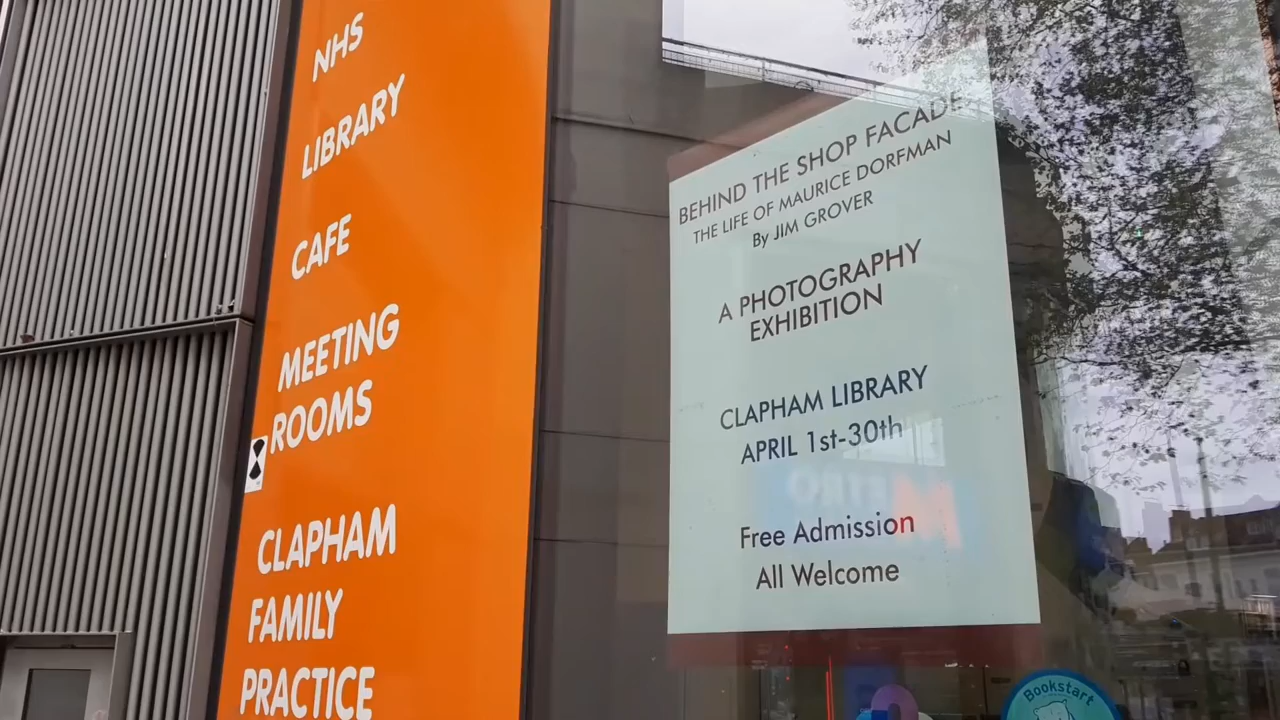 NHS
LIBRARY
CAFE
MEETING
ROOMS
CLAPHAM
FAMILY
PRACTICE
BEHIND THE SHOP FACADE
THE LIFE OF MAURICE DORFMAN
By JIM GROVER
A PHOTOGRAPHY
EXHIBITION
CLAPHAM LIBRARY
APRIL 1st-30th
METRO
Free Admission
All Welcome
Bookstart